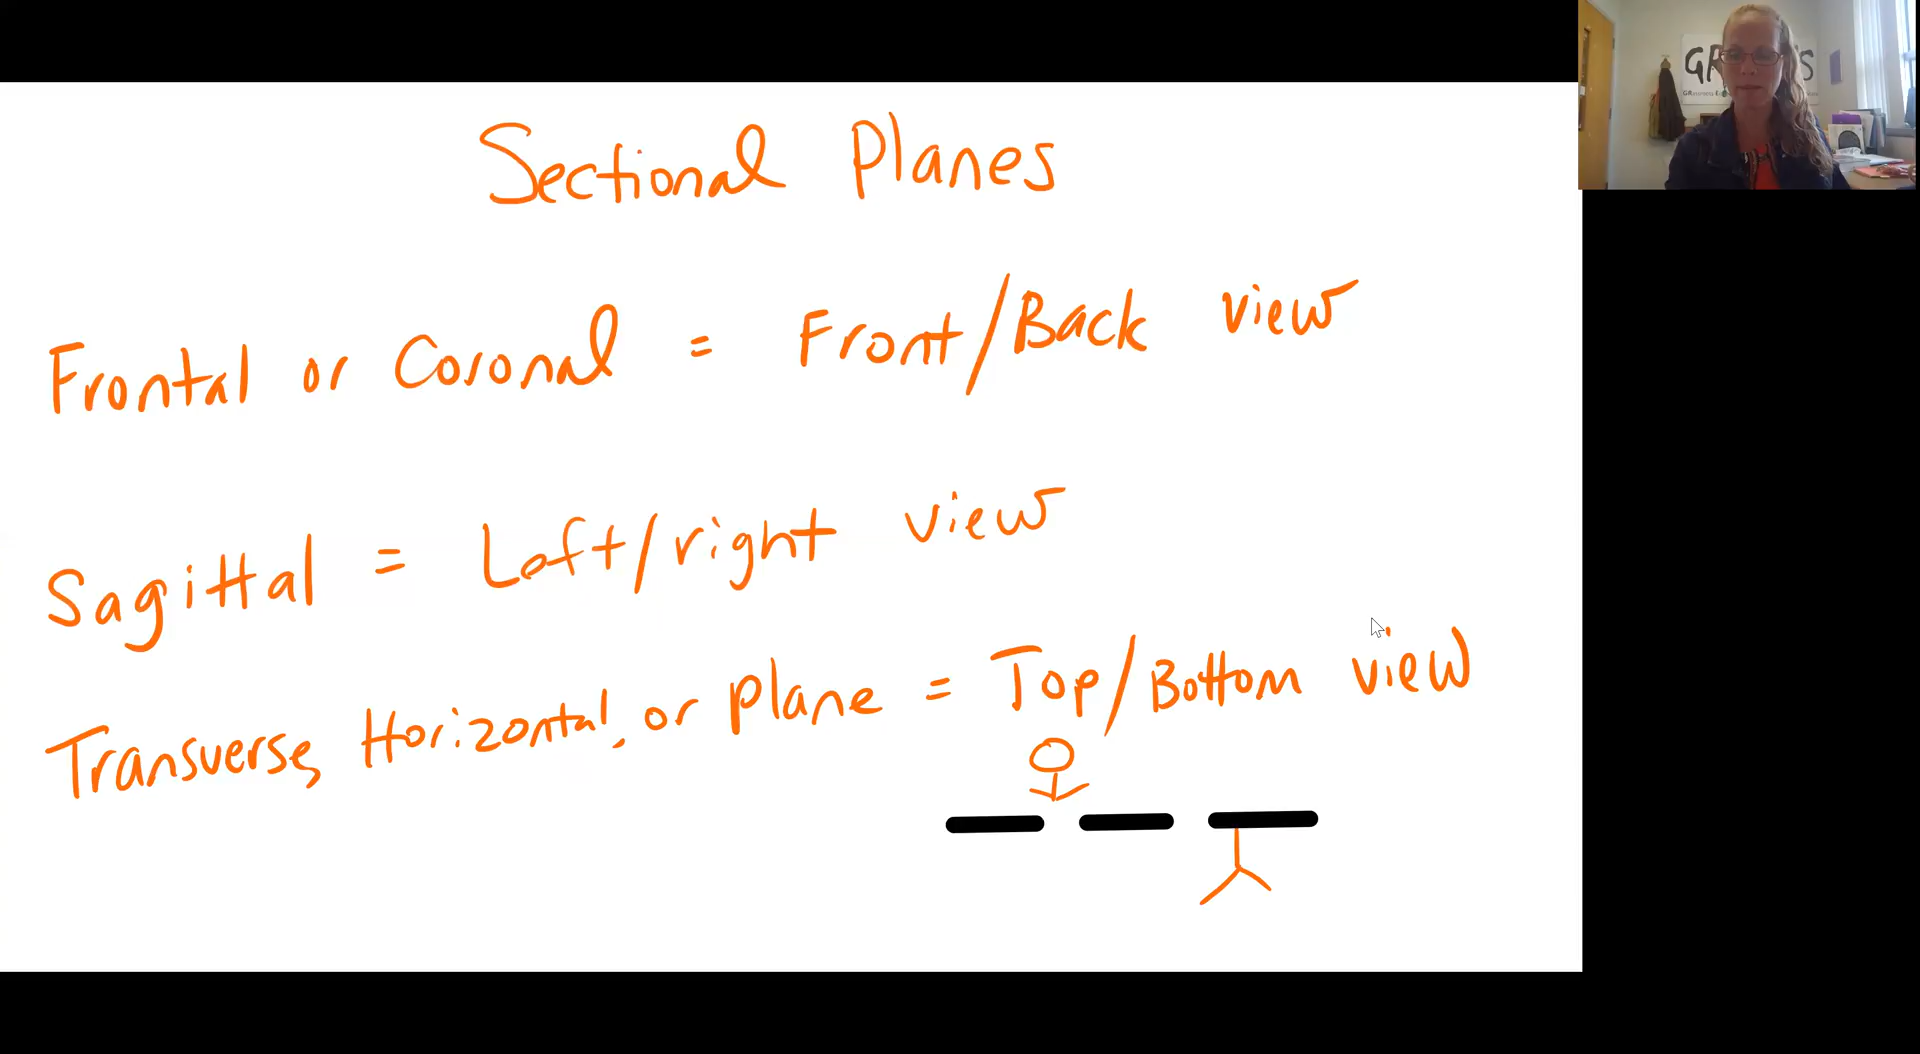 Sectional Planes
Frontal or Coronal = Front/Back view
Sagittal = Left/right view
Transverse, Horizontal, or plane = Top/Bottom view